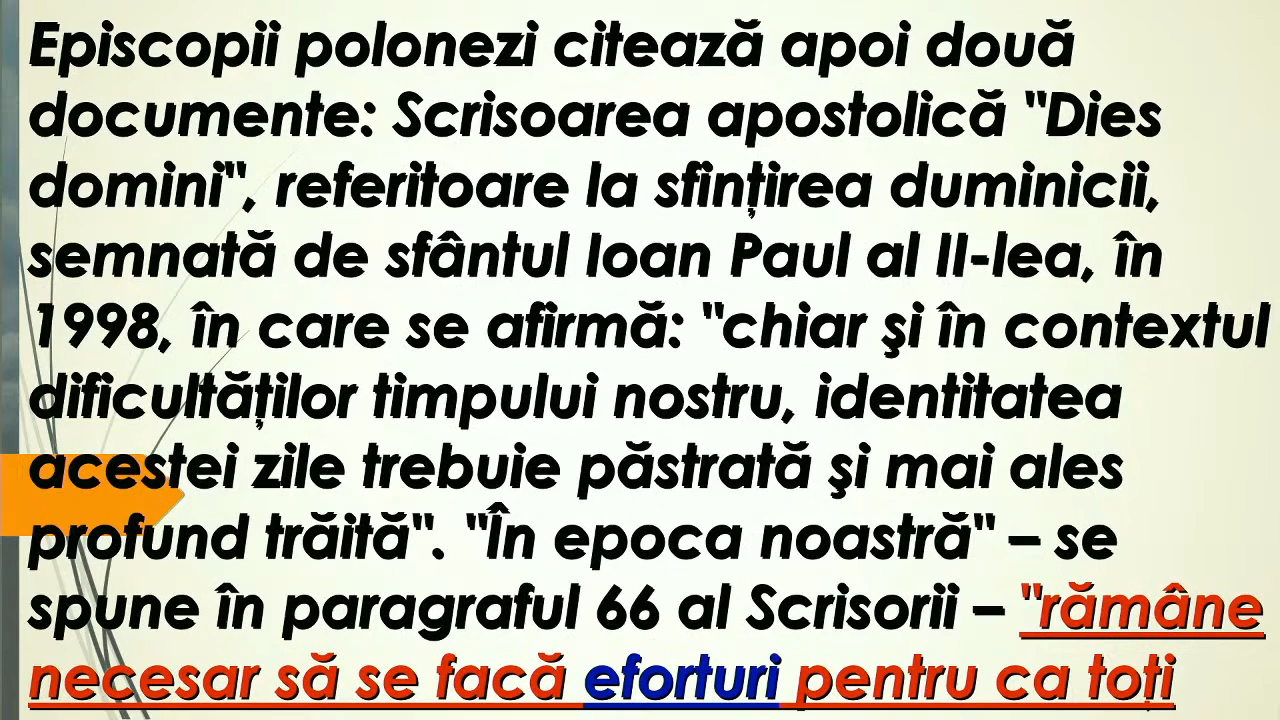 Episcopii polonezi citează apoi două
documente: Scrisoarea apostolică "Dies
domini", referitoare la sfințirea duminicii,
semnată de sfântul Ioan Paul al II-lea, în
1998, în care se afirmă: "chiar şi în contextul
dificultăților timpului nostru, identitatea
acestei zile trebuie păstrată şi mai ales
profund trăită". "În epoca noastră" – se
spune în paragraful 66 al Scrisorii – "rămâne
necesar să se facă eforturi pentru ca toți